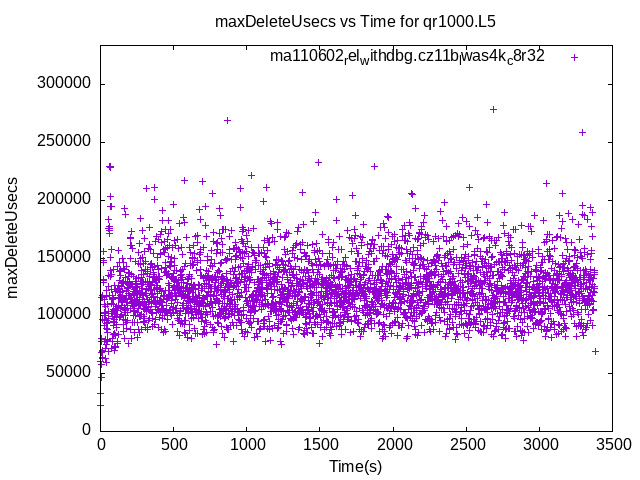 maxDeleteUsecs vs Time for qr1000.L5
ma110602relwithdbg.cz11blwas4kc8r32
maxDeleteUsecs
300000
250000
200000
150000
100000
50000
0
0 500 1000 1500 2000 2500 3000 3500
Time(s)